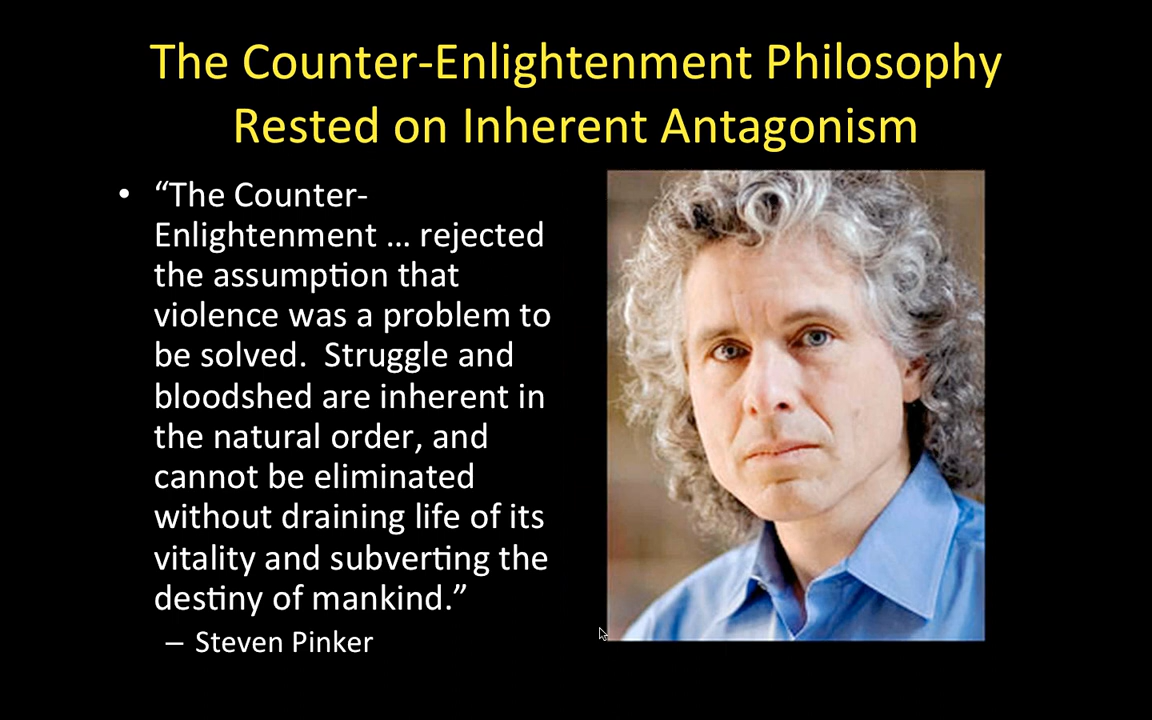 The Counter-Enlightenment Philosophy
Rested on Inherent Antagonism
• “The Counter-
Enlightenment … rejected
the assumption that
violence was a problem to
be solved.  Struggle and
bloodshed are inherent in
the natural order, and
cannot be eliminated
without draining life of its
vitality and subverting the
destiny of mankind.”
– Steven Pinker